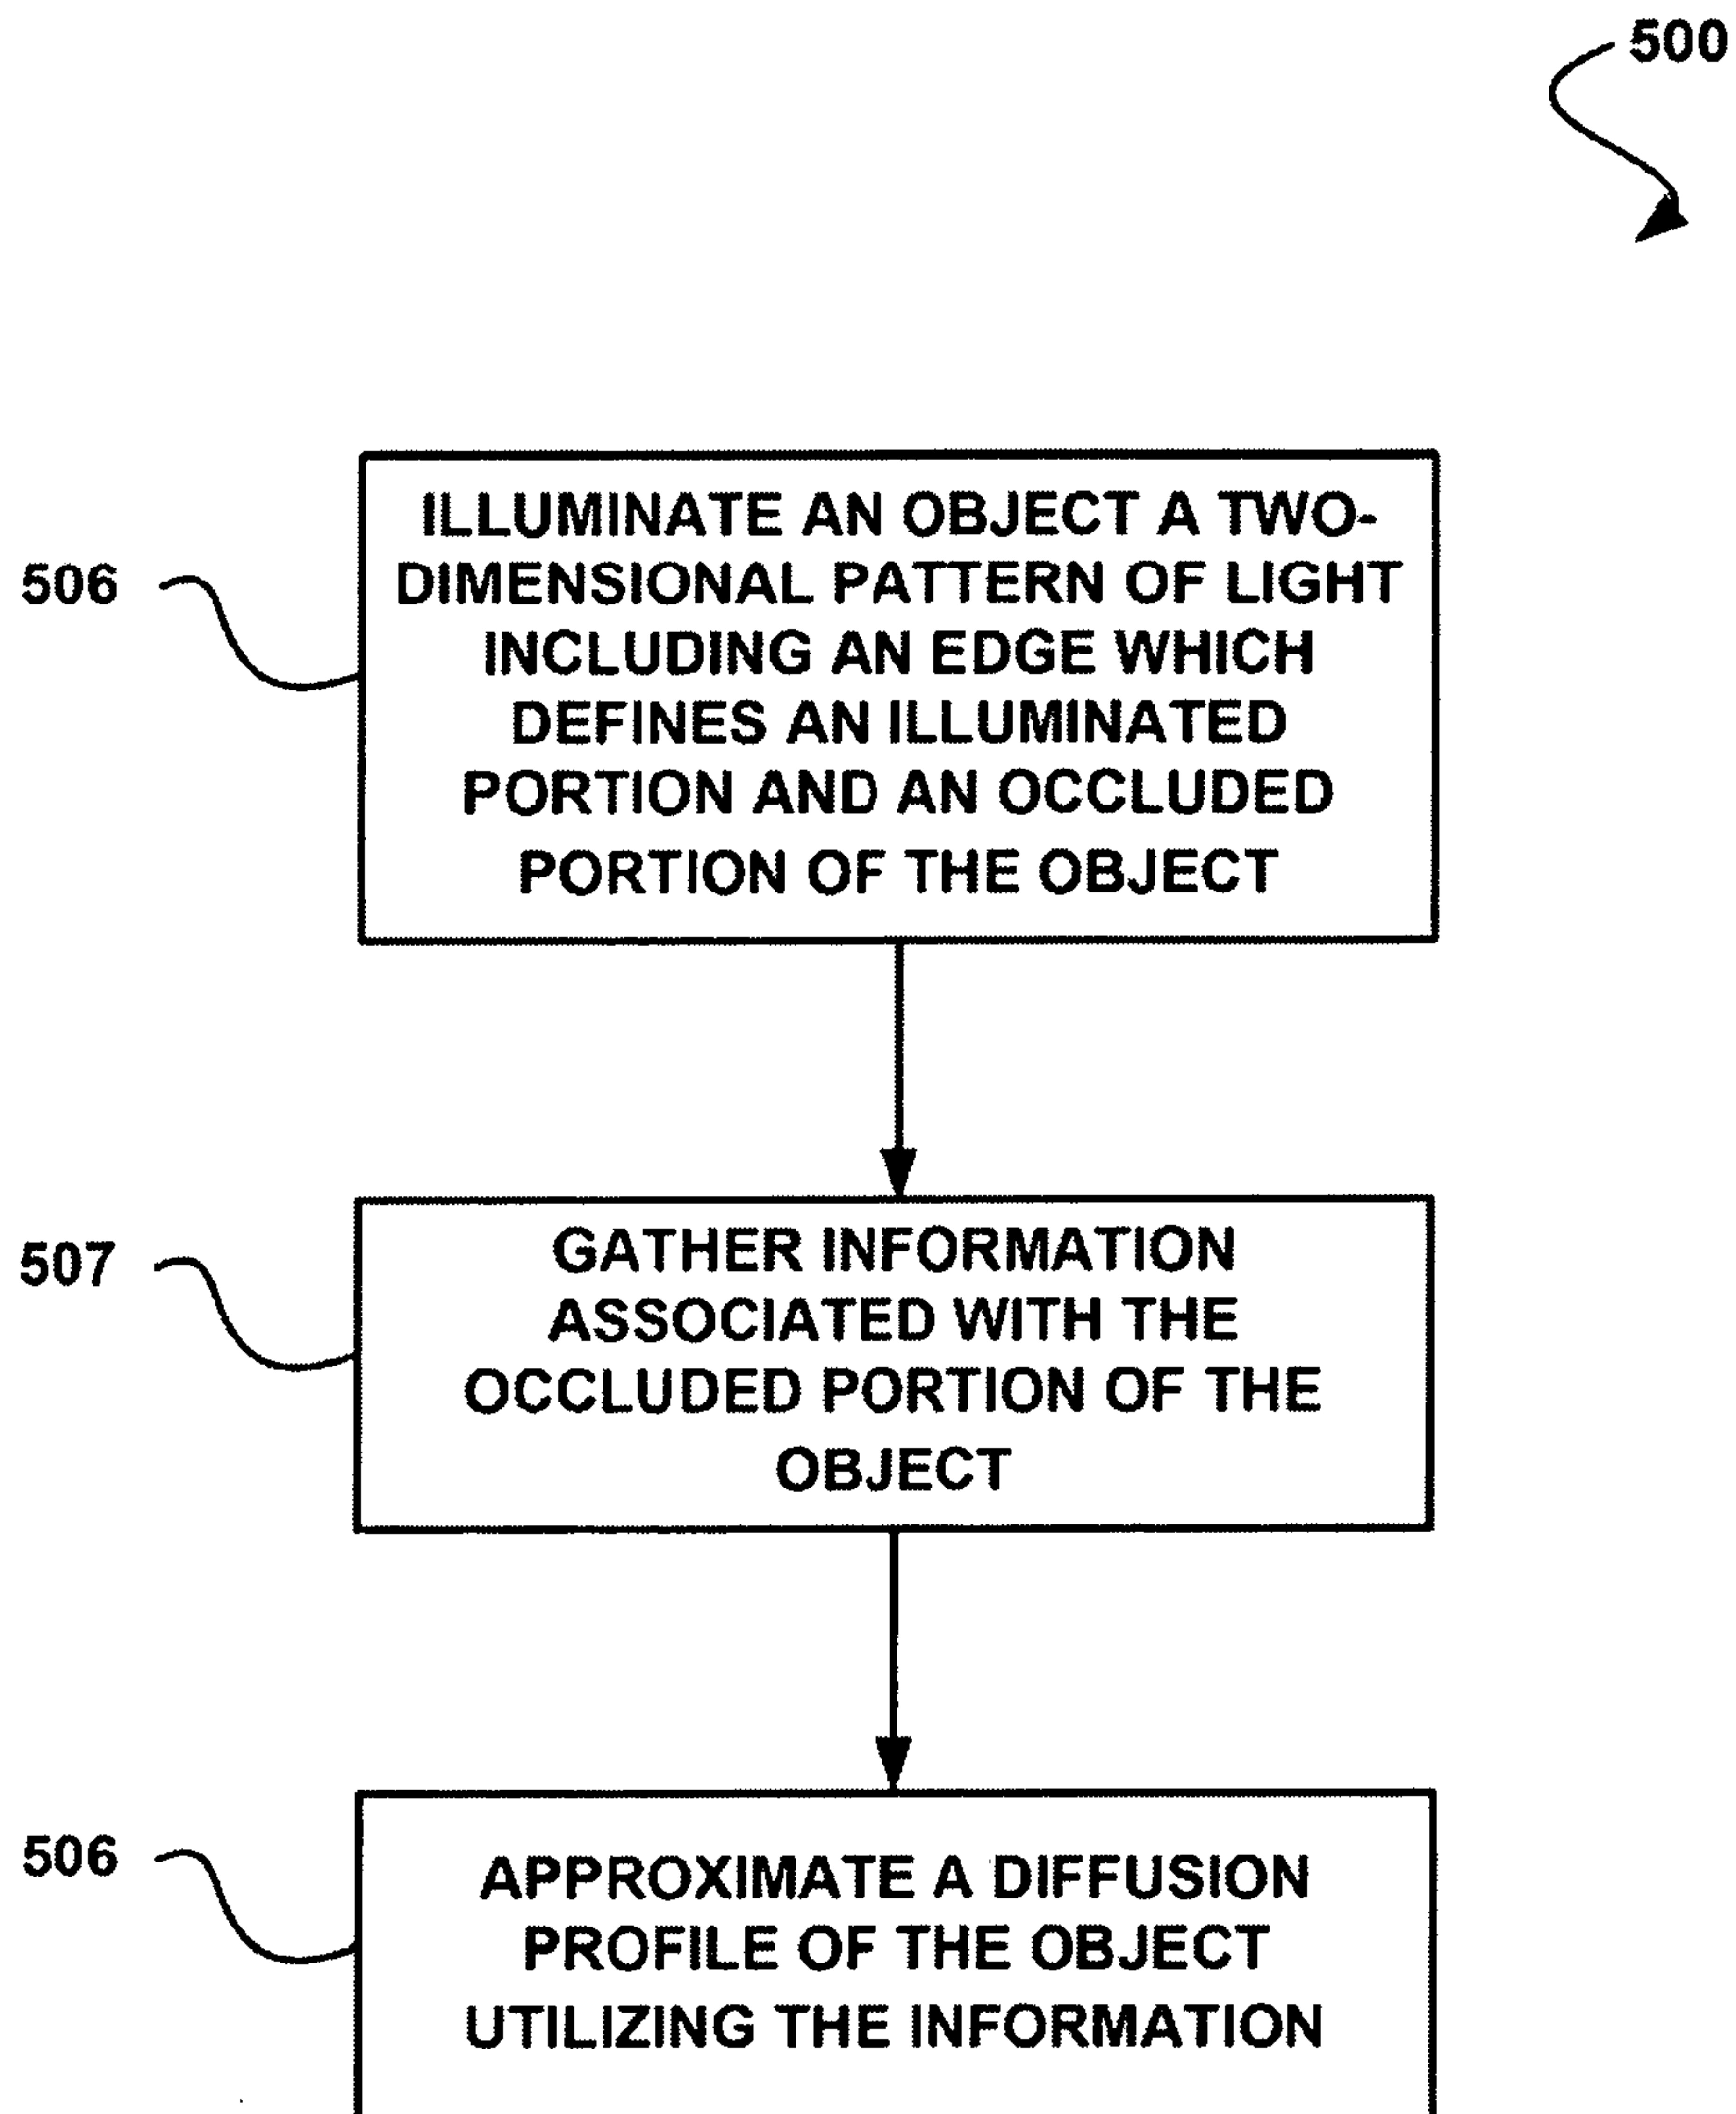 500
506
ILLUMINATE AN OBJECT A TWO-
DIMENSIONAL PATTERN OF LIGHT
INCLUDING AN EDGE WHICH
DEFINES AN ILLUMINATED
PORTION AND AN OCCLUDED
PORTION OF THE OBJECT
507
GATHER INFORMATION
ASSOCIATED WITH THE
OCCLUDED PORTION OF THE
OBJECT
506
APPROXIMATE A DIFFUSION
PROFILE OF THE OBJECT
UTILIZING THE INFORMATION